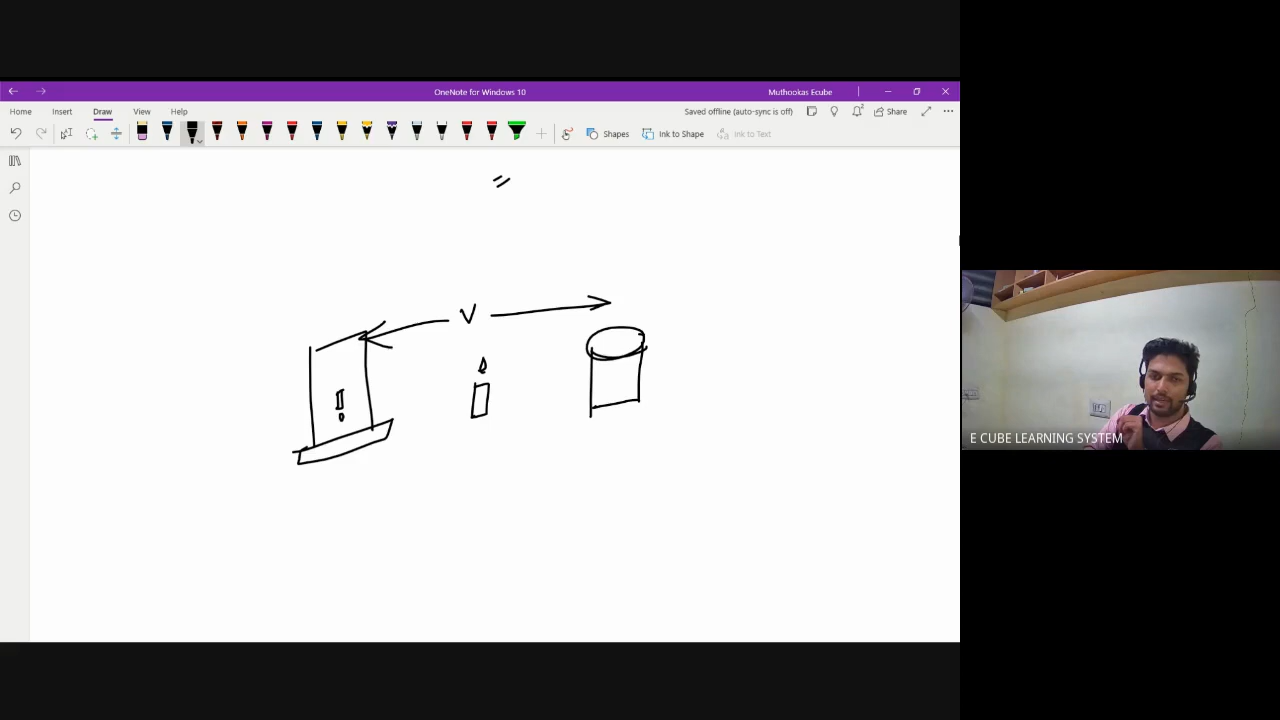 OneNote for Windows 10
Muthookas Ecube
Home Insert Draw View Help
Saved offline (auto-sync is off)
Share
Shapes
Ink to Shape
Ink to Text
=
V
E CUBE LEARNING SYSTEM